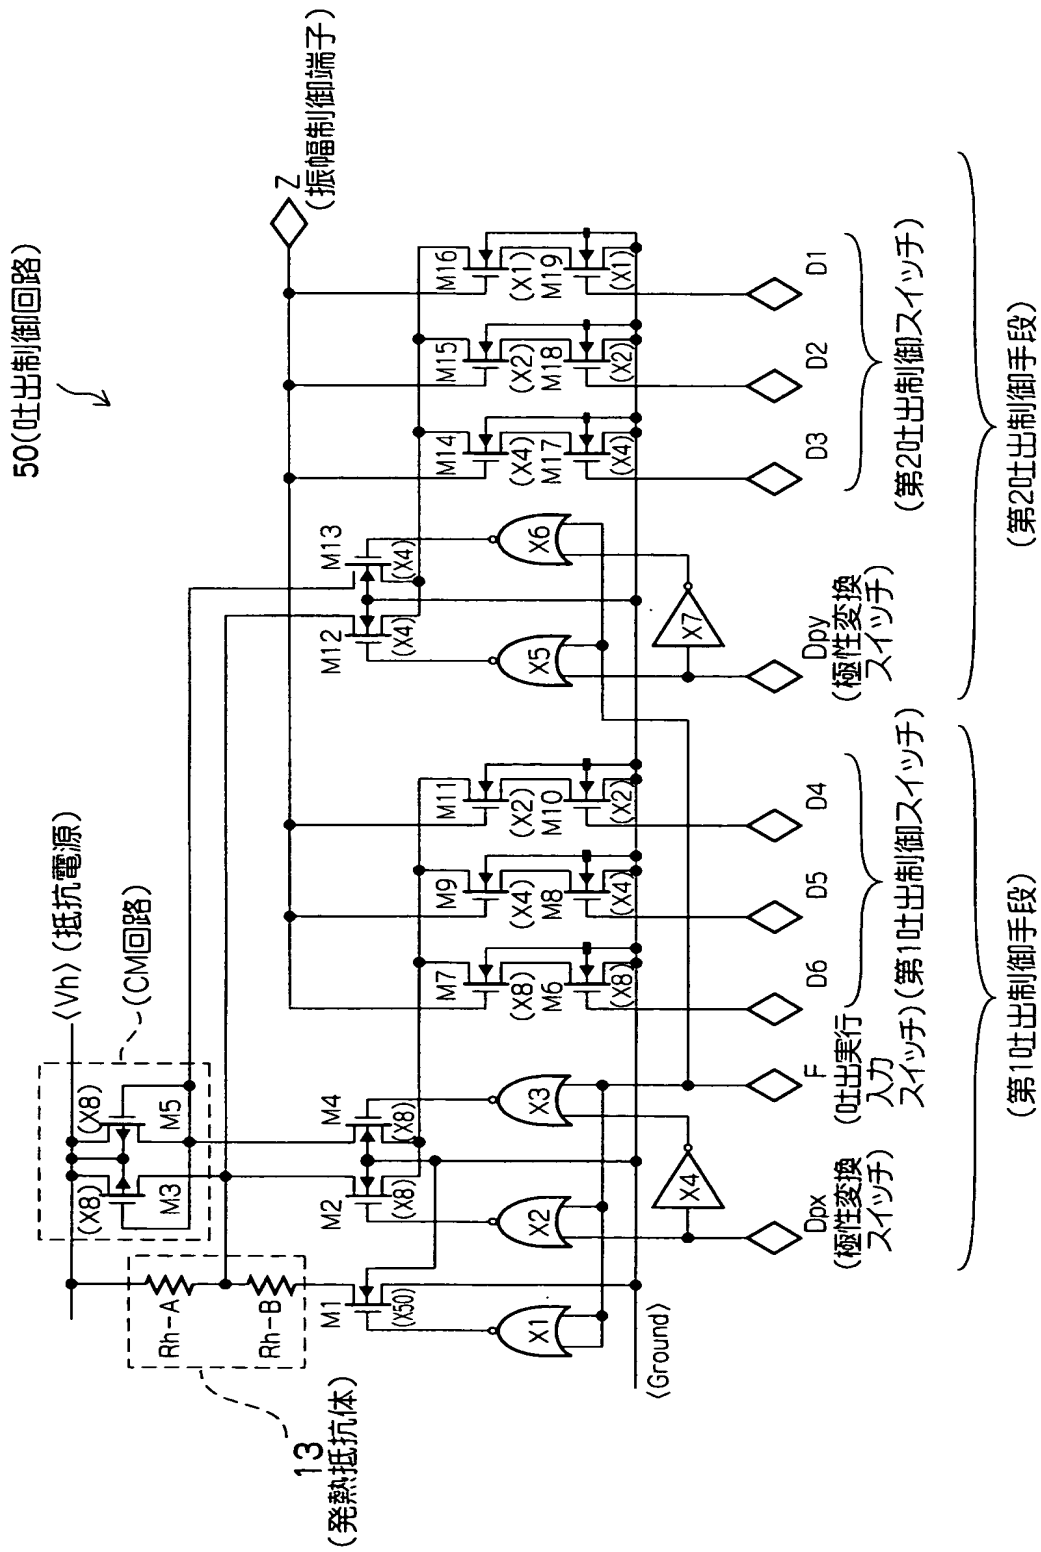 50(吐出制御回路)
〈Vh〉(抵抗電源)
(CM回路)
Z
(振幅制御端子)
13
(発熱抵抗体)
Rh-A
Rh-B
(X8)
M3
(X8)
M5
M1
(X50)
M2
(X8)
M4
(X8)
M12
(X4)
M13
(X4)
M7
(X8)
M6
(X8)
M9
(X4)
M8
(X4)
M11
(X2)
M10
(X2)
M14
(X4)
M17
(X4)
M15
(X2)
M18
(X2)
M16
(X1)
M19
(X1)
X1
X2
X3
X4
X5
X6
X7
〈Ground〉
Dpx
(極性変換
スイッチ)
F
(吐出実行
入力
スイッチ)
D6
D5
D4
(第1吐出制御スイッチ)
Dpy
(極性変換
スイッチ)
D3
D2
D1
(第2吐出制御スイッチ)
(第1吐出制御手段)
(第2吐出制御手段)